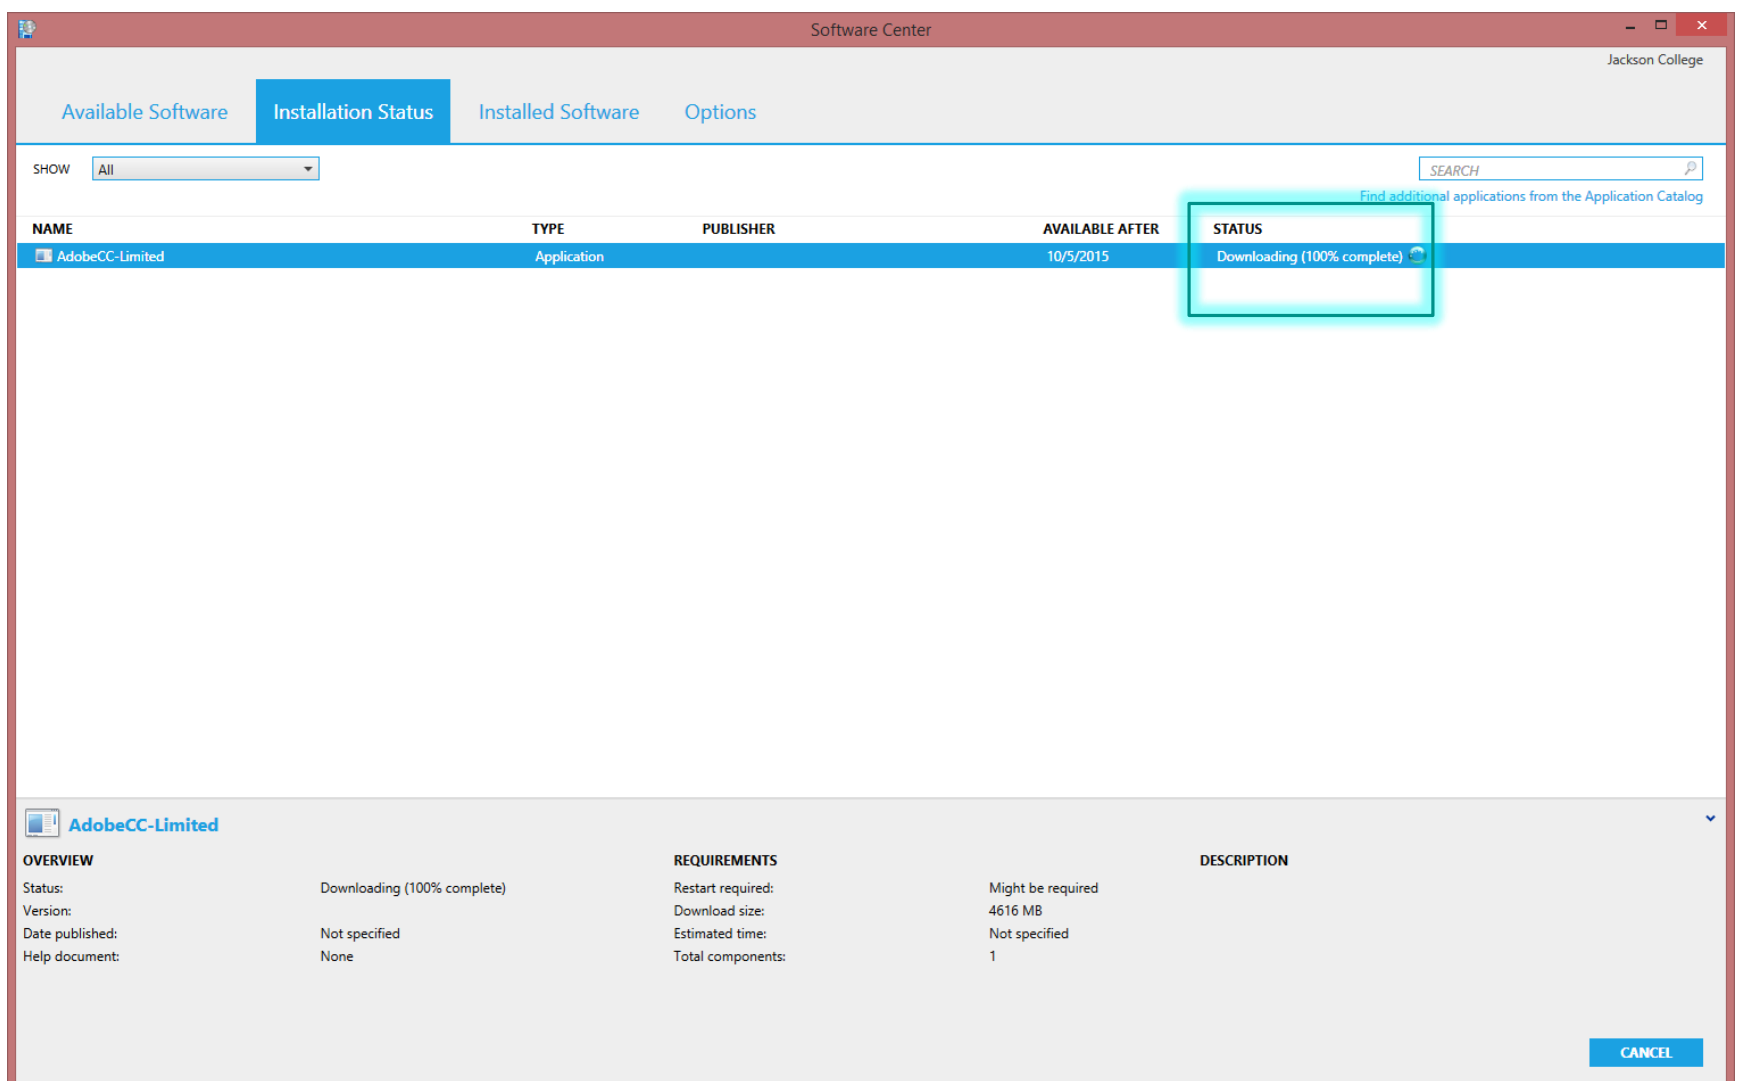 Software Center
Jackson College
Available Software Installation Status Installed Software Options
SHOW All SEARCH
Find additional applications from the Application Catalog
NAME TYPE PUBLISHER AVAILABLE AFTER STATUS
AdobeCC-Limited Application 10/5/2015 Downloading (100% complete)
AdobeCC-Limited
OVERVIEW REQUIREMENTS DESCRIPTION
Status: Downloading (100% complete) Restart required: Might be required
Version: Download size: 4616 MB
Date published: Not specified Estimated time: Not specified
Help document: None Total components: 1
CANCEL